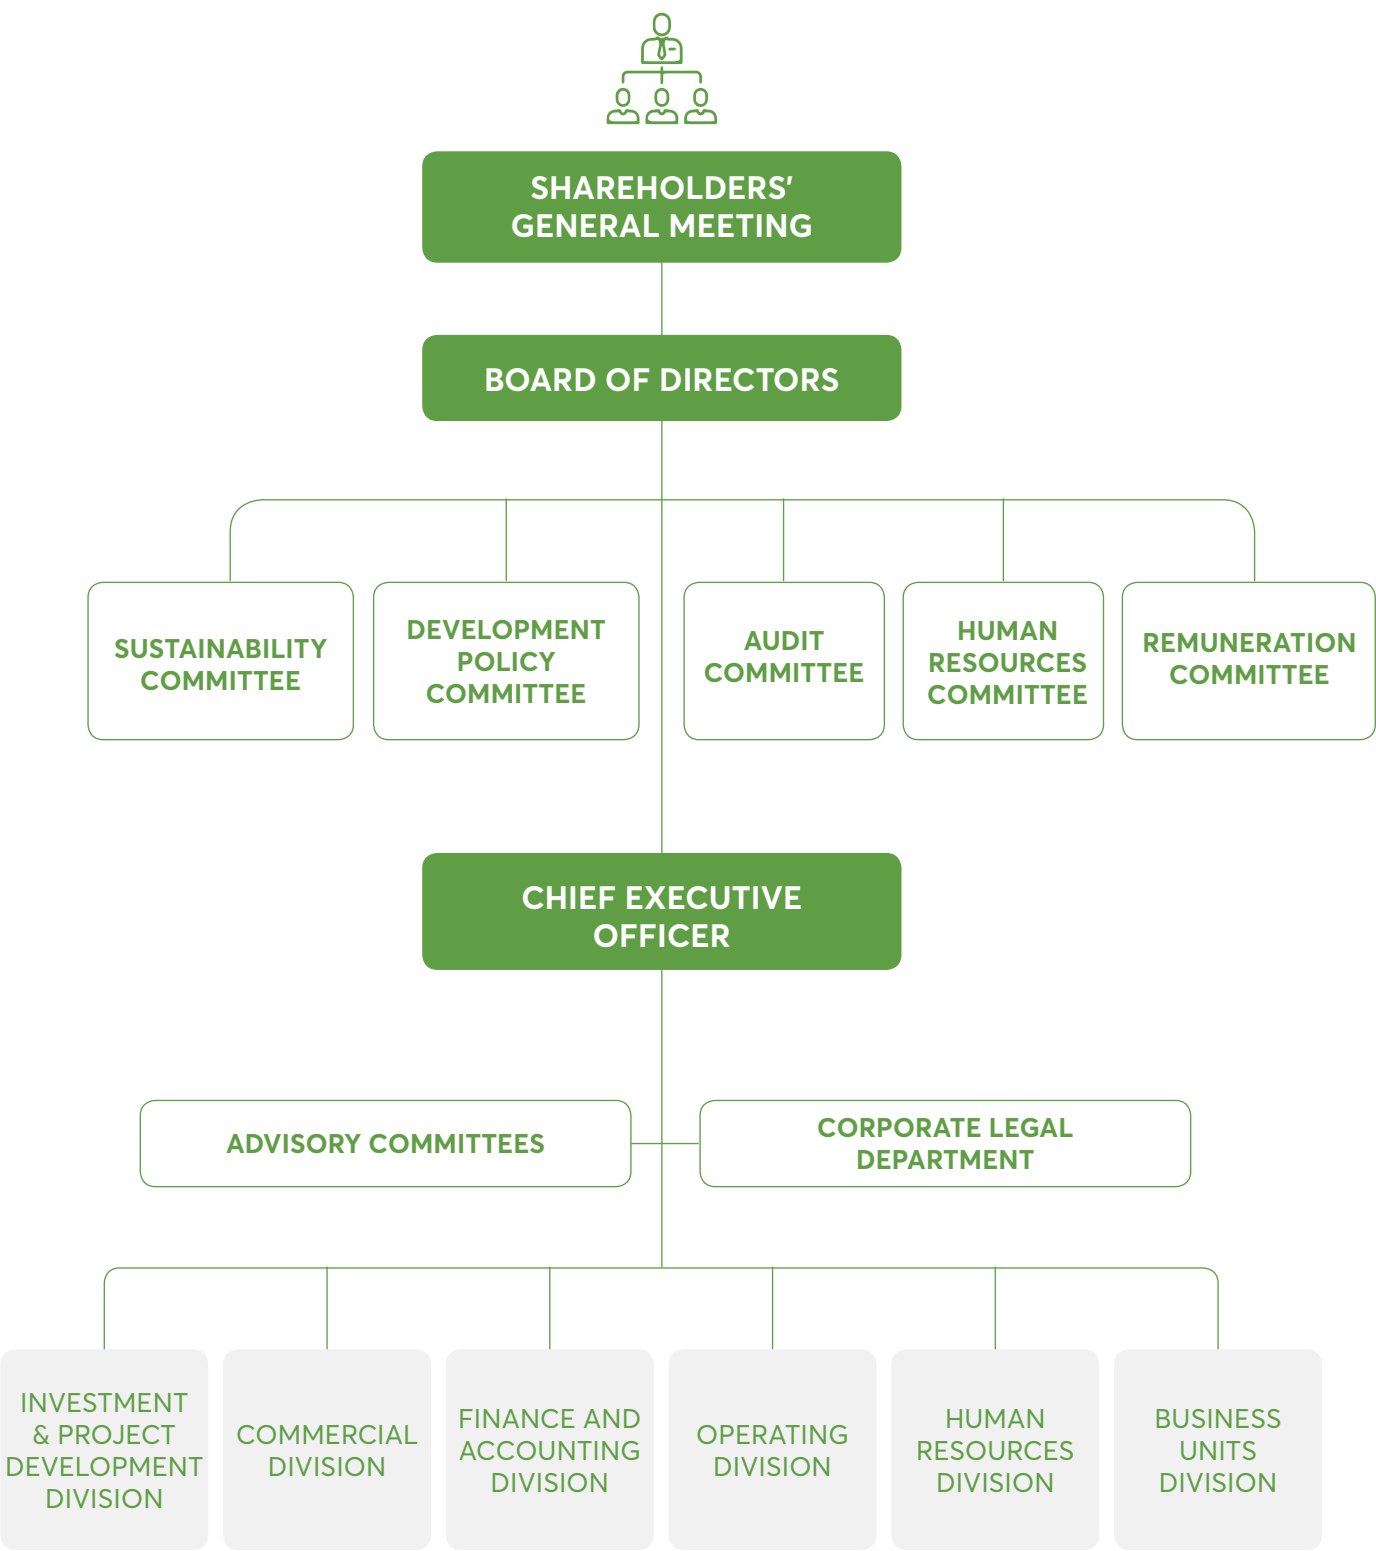 SHAREHOLDERS'
GENERAL MEETING
BOARD OF DIRECTORS
SUSTAINABILITY
COMMITTEE
DEVELOPMENT
POLICY
COMMITTEE
AUDIT
COMMITTEE
HUMAN
RESOURCES
COMMITTEE
REMUNERATION
COMMITTEE
CHIEF EXECUTIVE
OFFICER
ADVISORY COMMITTEES
CORPORATE LEGAL
DEPARTMENT
INVESTMENT
& PROJECT
DEVELOPMENT
DIVISION
COMMERCIAL
DIVISION
FINANCE AND
ACCOUNTING
DIVISION
OPERATING
DIVISION
HUMAN
RESOURCES
DIVISION
BUSINESS
UNITS
DIVISION